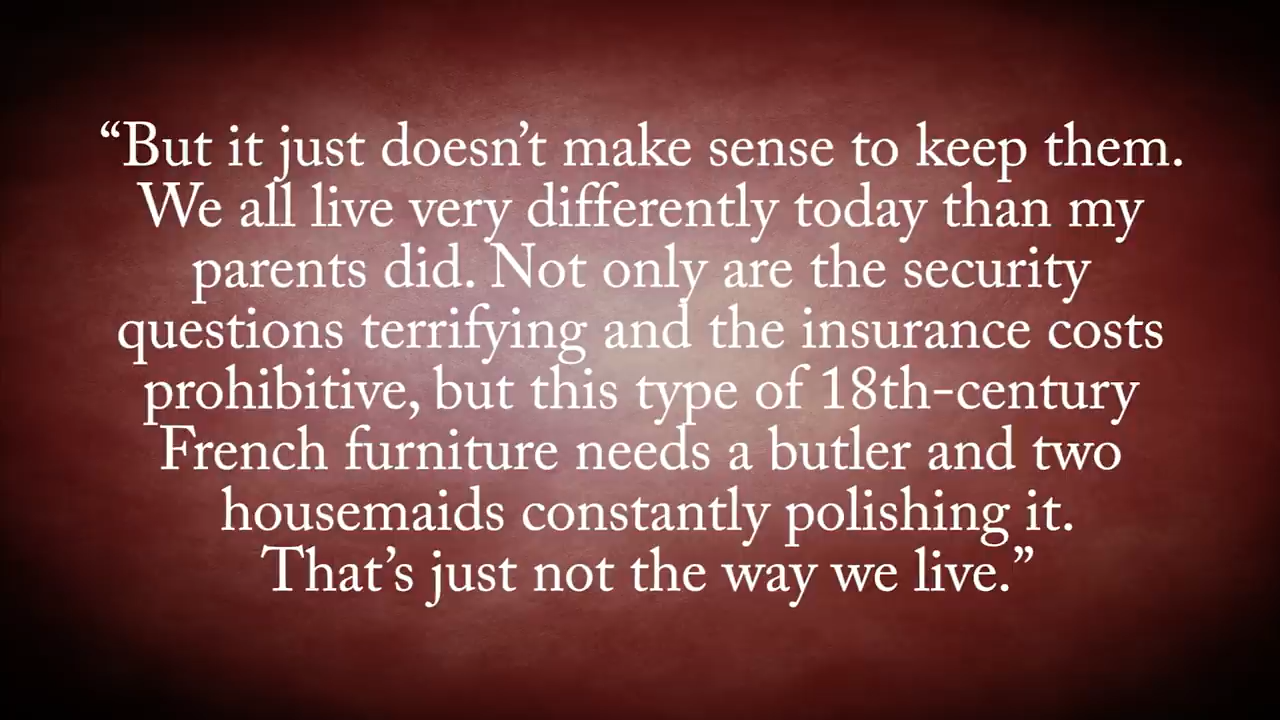 “But it just doesn’t make sense to keep them.
We all live very differently today than my
parents did. Not only are the security
questions terrifying and the insurance costs
prohibitive, but this type of 18th-century
French furniture needs a butler and two
housemaids constantly polishing it.
That’s just not the way we live.”